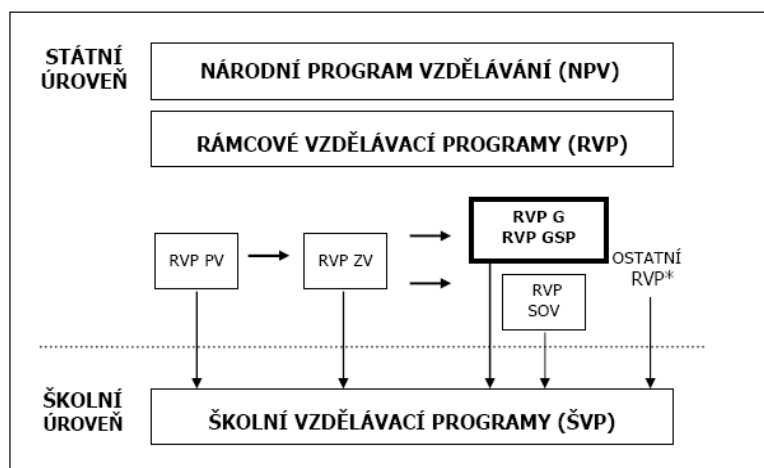 STÁTNÍ
ÚROVEŇ
NÁRODNÍ PROGRAM VZDĚLÁVÁNÍ (NPV)
RÁMCOVÉ VZDĚLÁVACÍ PROGRAMY (RVP)
RVP PV
RVP ZV
RVP G
RVP GSP
RVP
SOV
OSTATNÍ
RVP*
ŠKOLNÍ
ÚROVEŇ
ŠKOLNÍ VZDĚLÁVACÍ PROGRAMY (ŠVP)